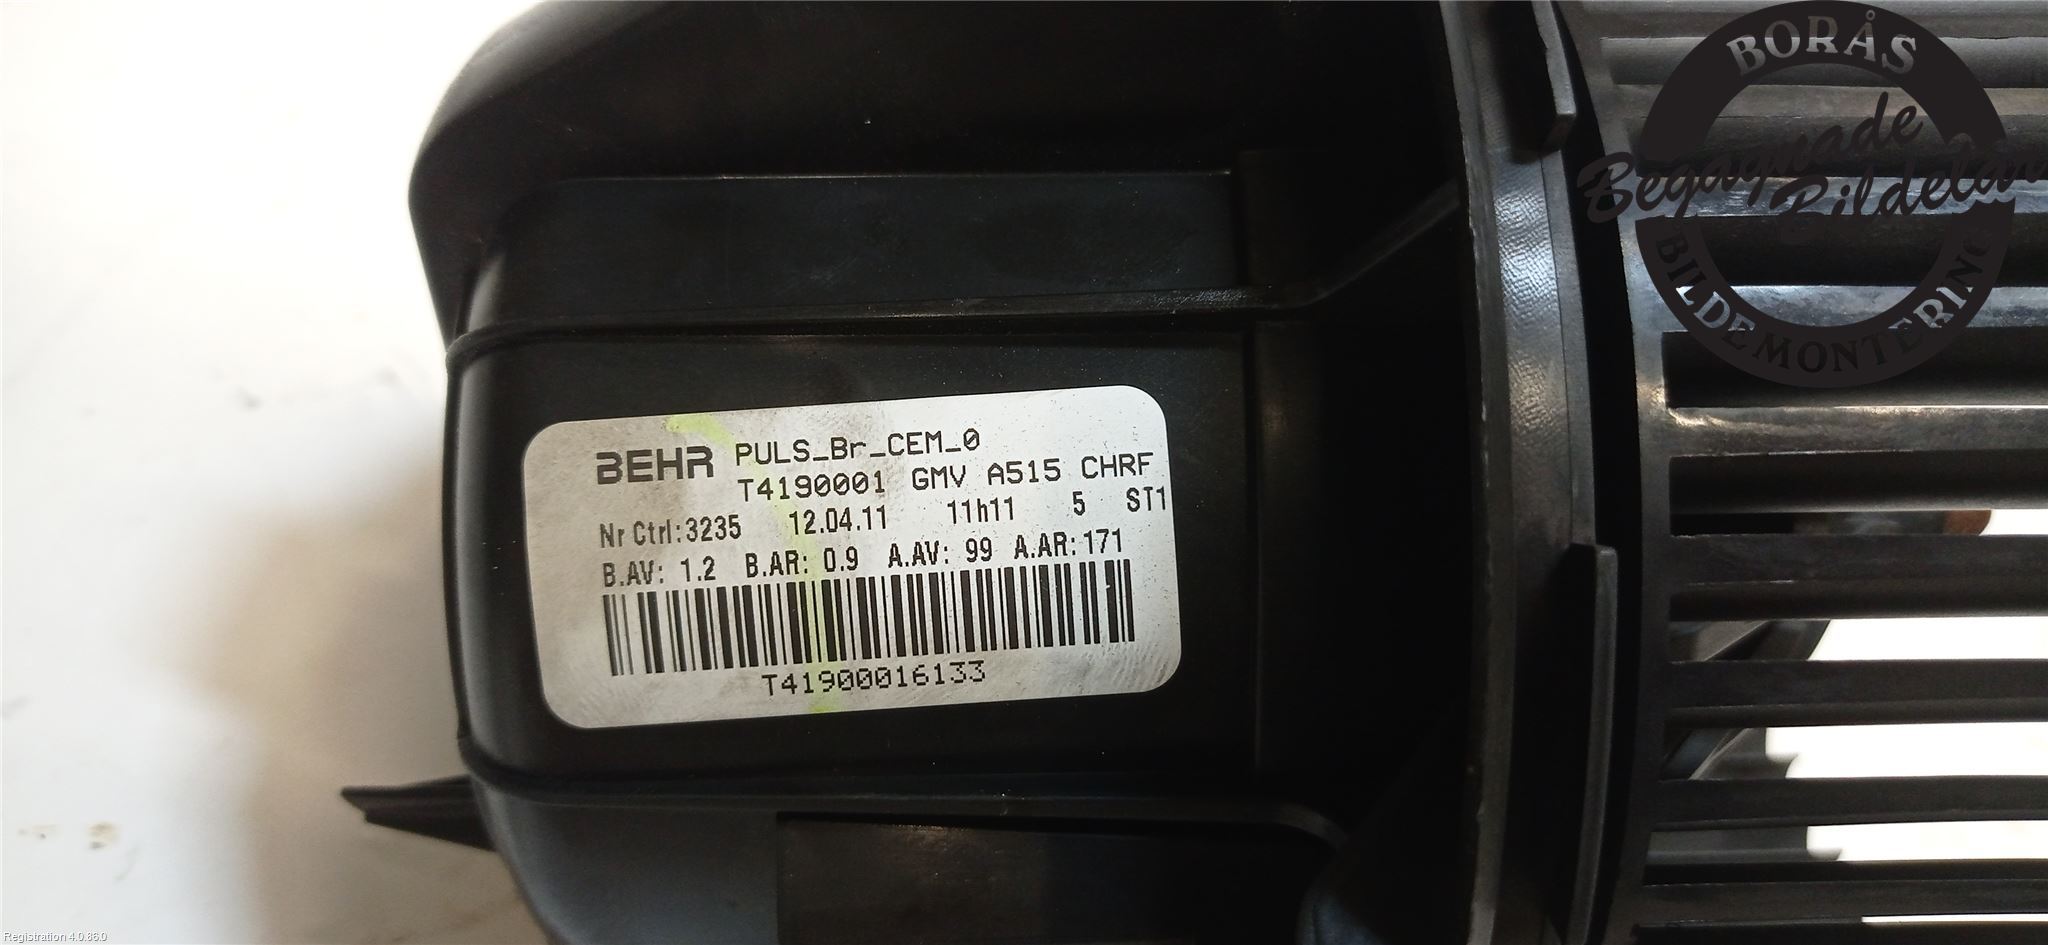 BORÅS
Begagnade
Bildelar
BILDEMONTERING
BEHR PULS_Br_CEM_0
T4190001 GMV A515 CHRF
Nr Ctrl:3235 12.04.11 11h11 5 ST1
B.AV: 1.2 B.AR: 0.9 A.AV: 99 A.AR:171
T41900016133
Registration 4.0.86.0